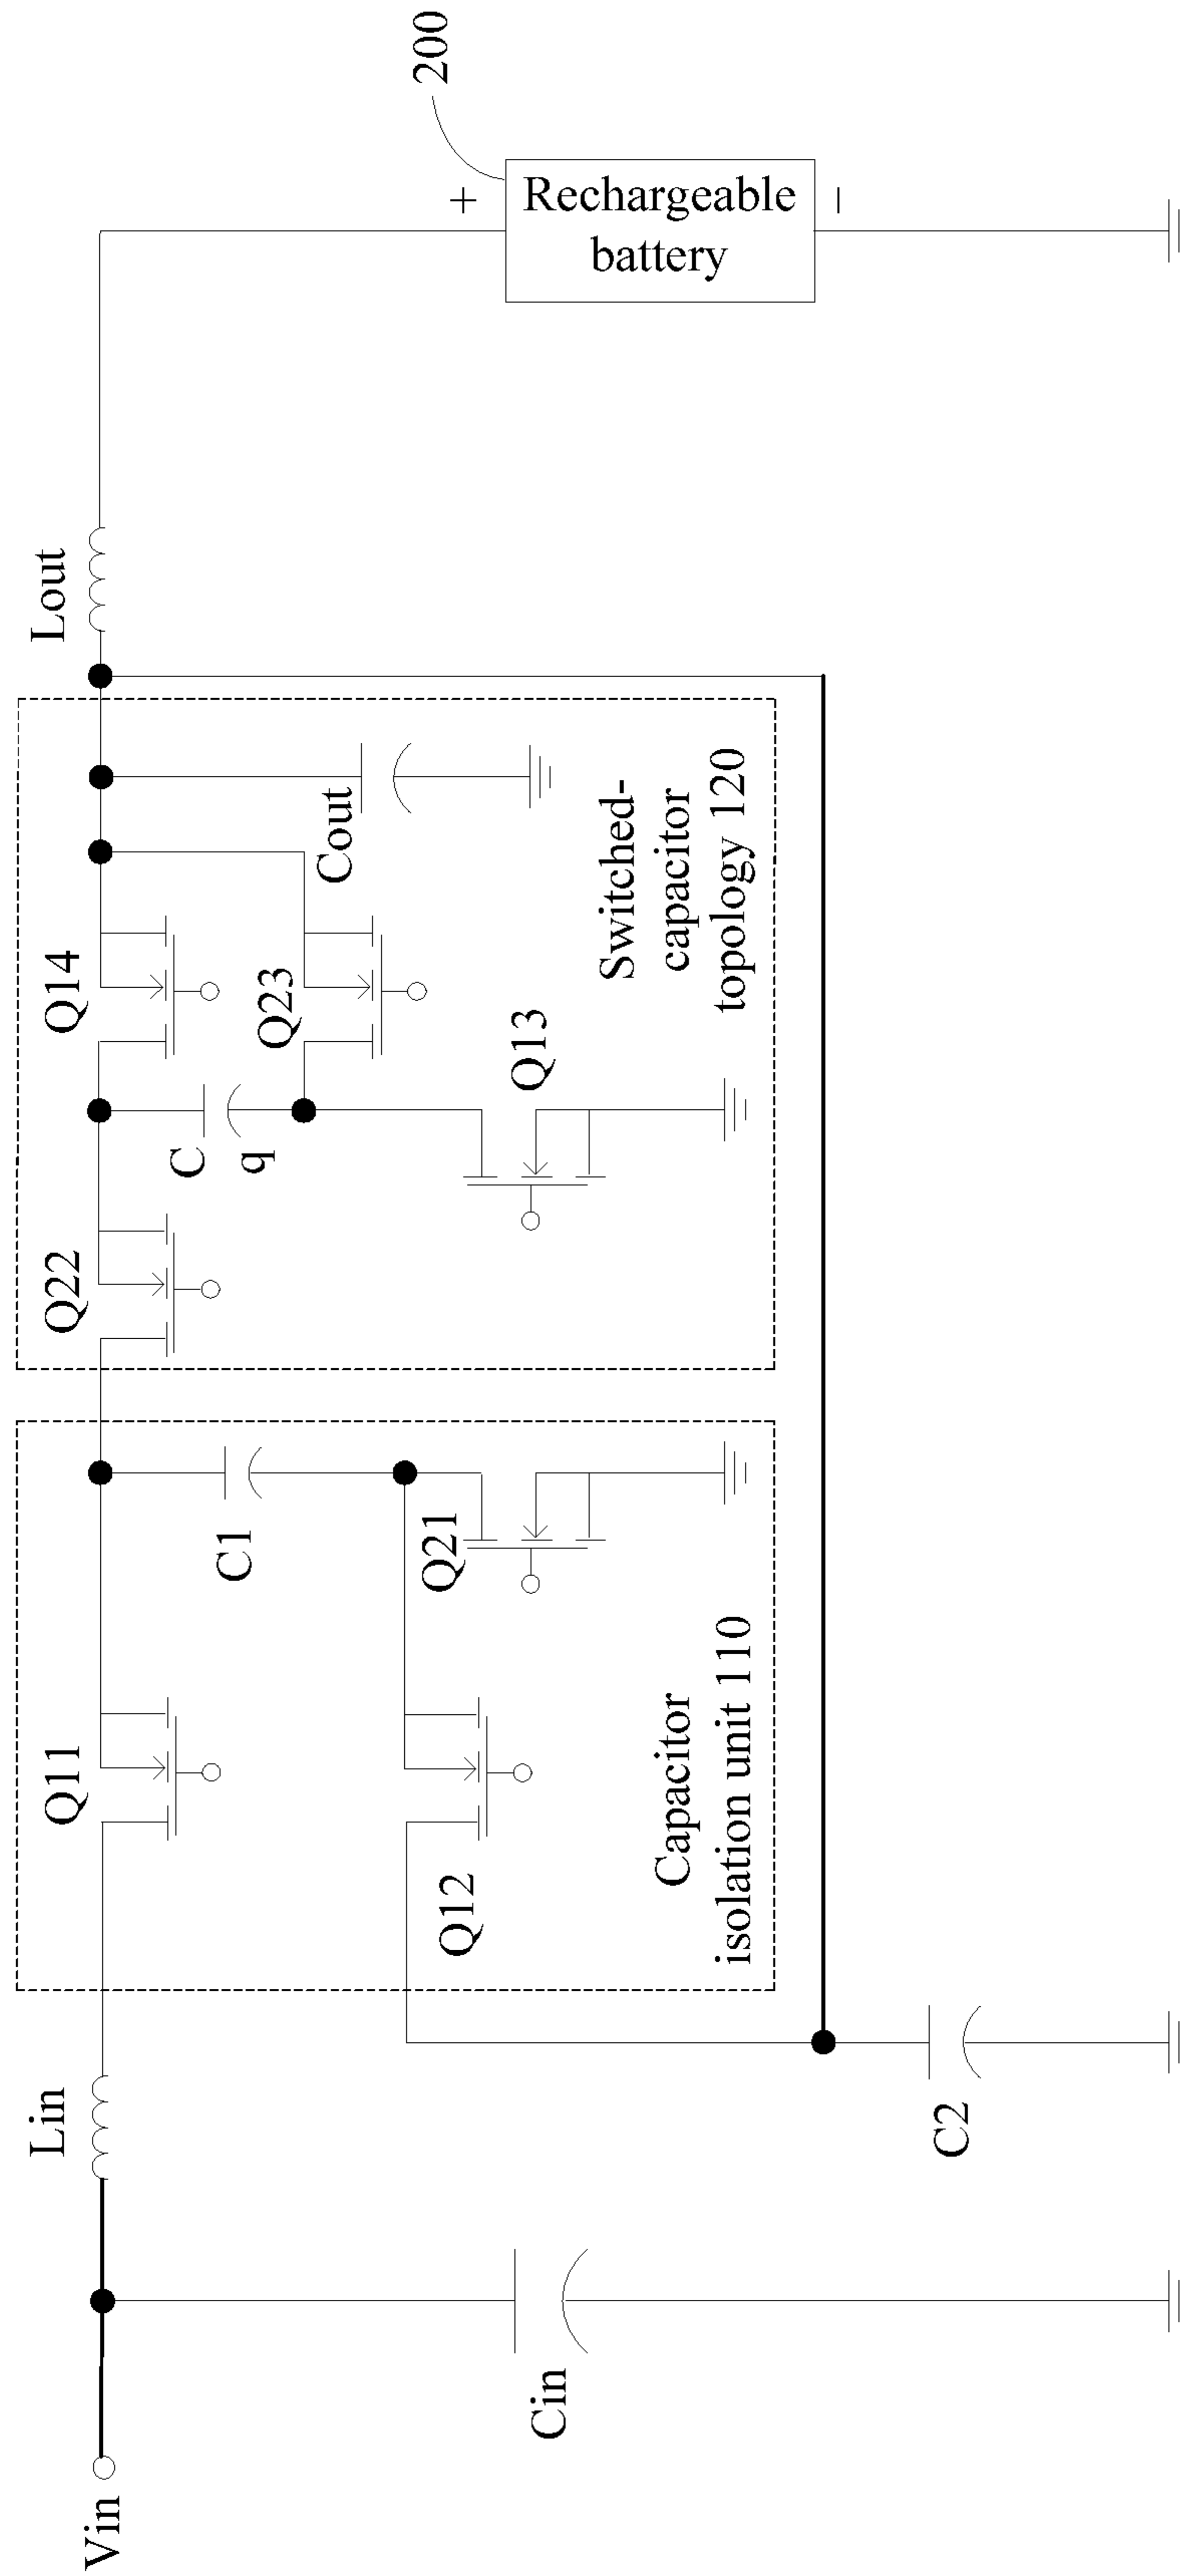 Vin
Cin
Lin
C2
Q11
Q12
C1
Q21
Capacitor
isolation unit 110
Q22
C
q
Q14
Q23
Q13
Cout
Switched-
capacitor
topology 120
Lout
+
Rechargeable
battery
–
200